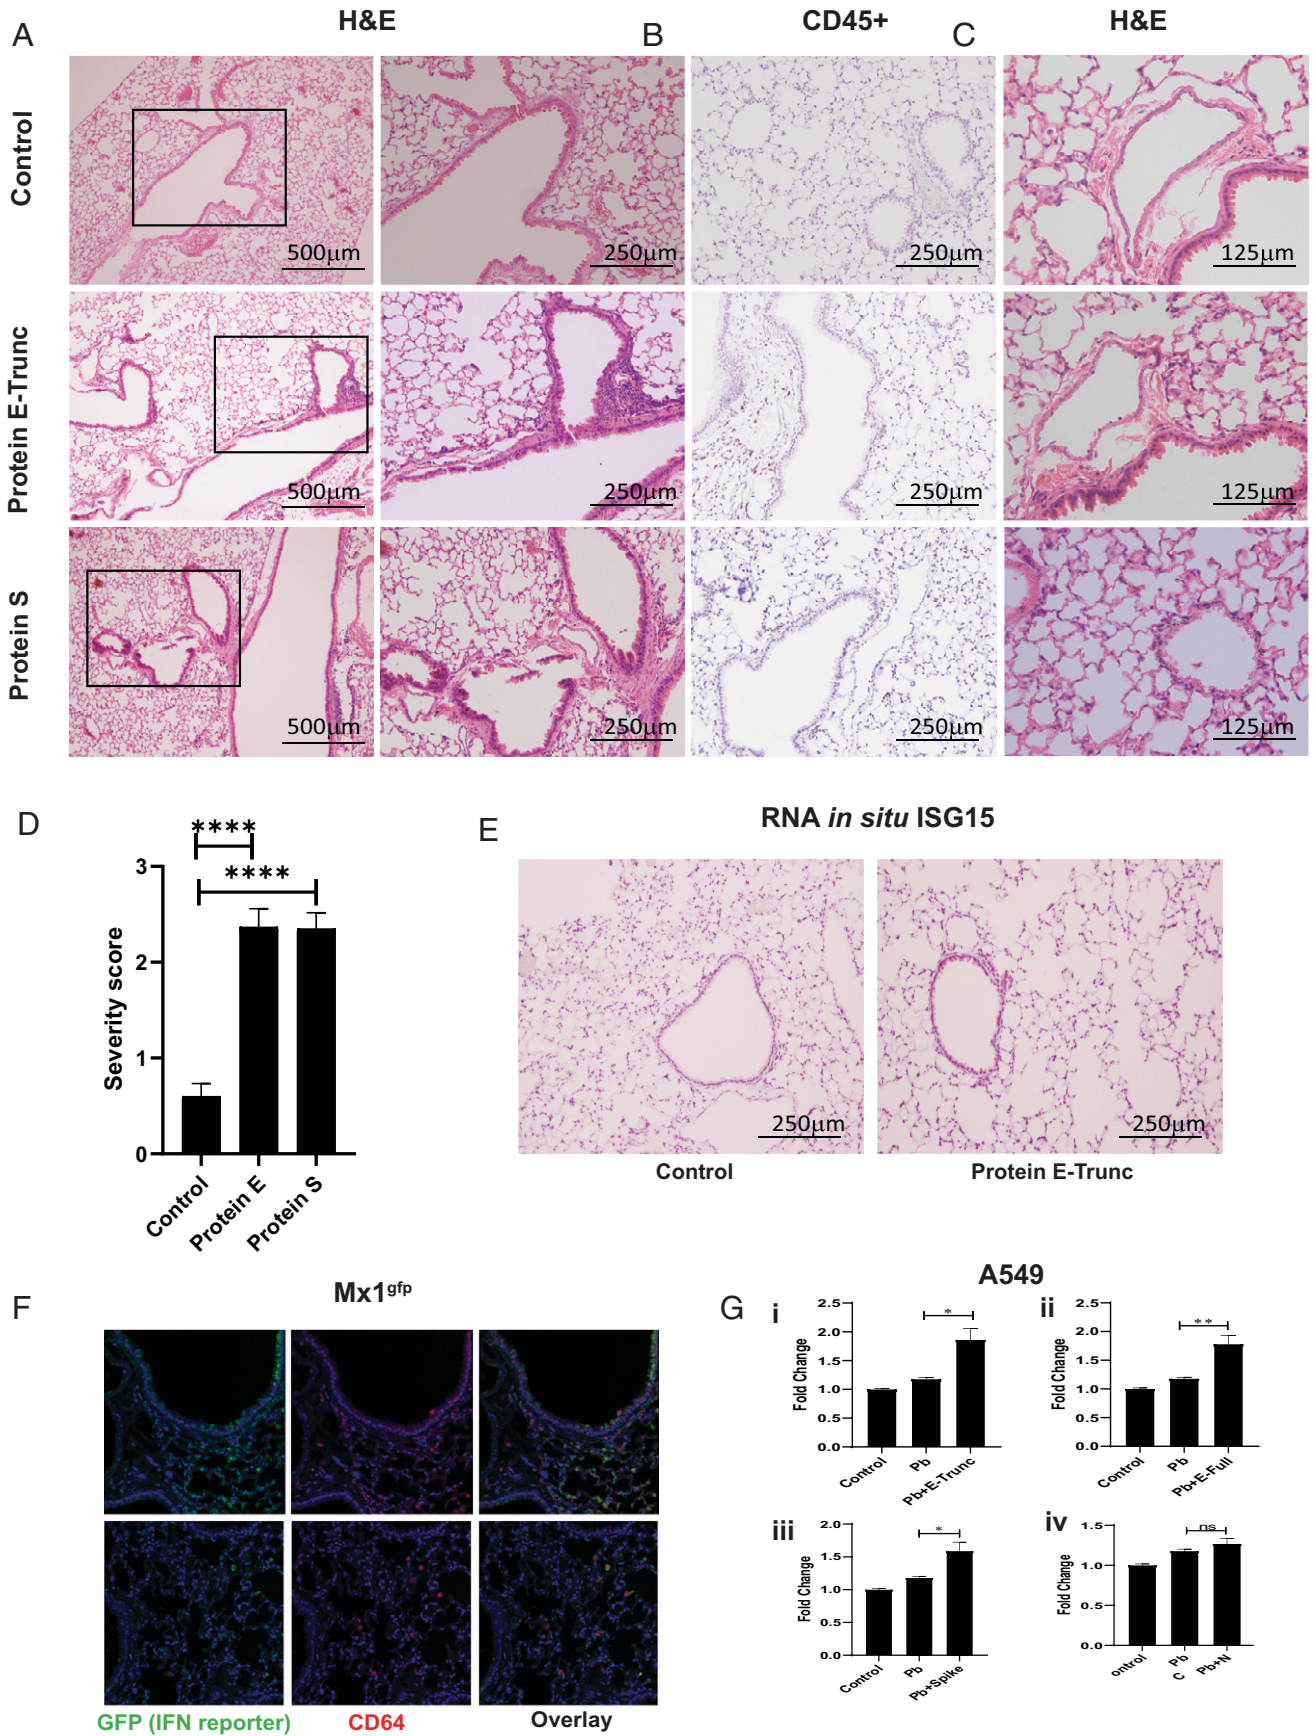 A
H&E
B
CD45+
C
H&E
Control
500µm
250µm
250µm
125µm
Protein E-Trunc
500µm
250µm
250µm
125µm
Protein S
500µm
250µm
250µm
125µm
D
****
****
3
2
1
0
Severity score
Control
Protein E
Protein S
E
RNA in situ ISG15
250µm
250µm
Control
Protein E-Trunc
F
Mx1gfp
GFP (IFN reporter)
CD64
Overlay
G
A549
i
2.5
2.0
1.5
1.0
0.5
0.0
Fold Change
*
Control
Pb
Pb+E-Trunc
ii
2.5
2.0
1.5
1.0
0.5
0.0
Fold Change
**
Control
Pb
Pb+E-Full
iii
2.0
1.5
1.0
0.5
0.0
Fold Change
*
Control
Pb
Pb+Spike
iv
1.5
1.0
0.5
0.0
Fold Change
ns
ontrol
Pb
C
Pb+N